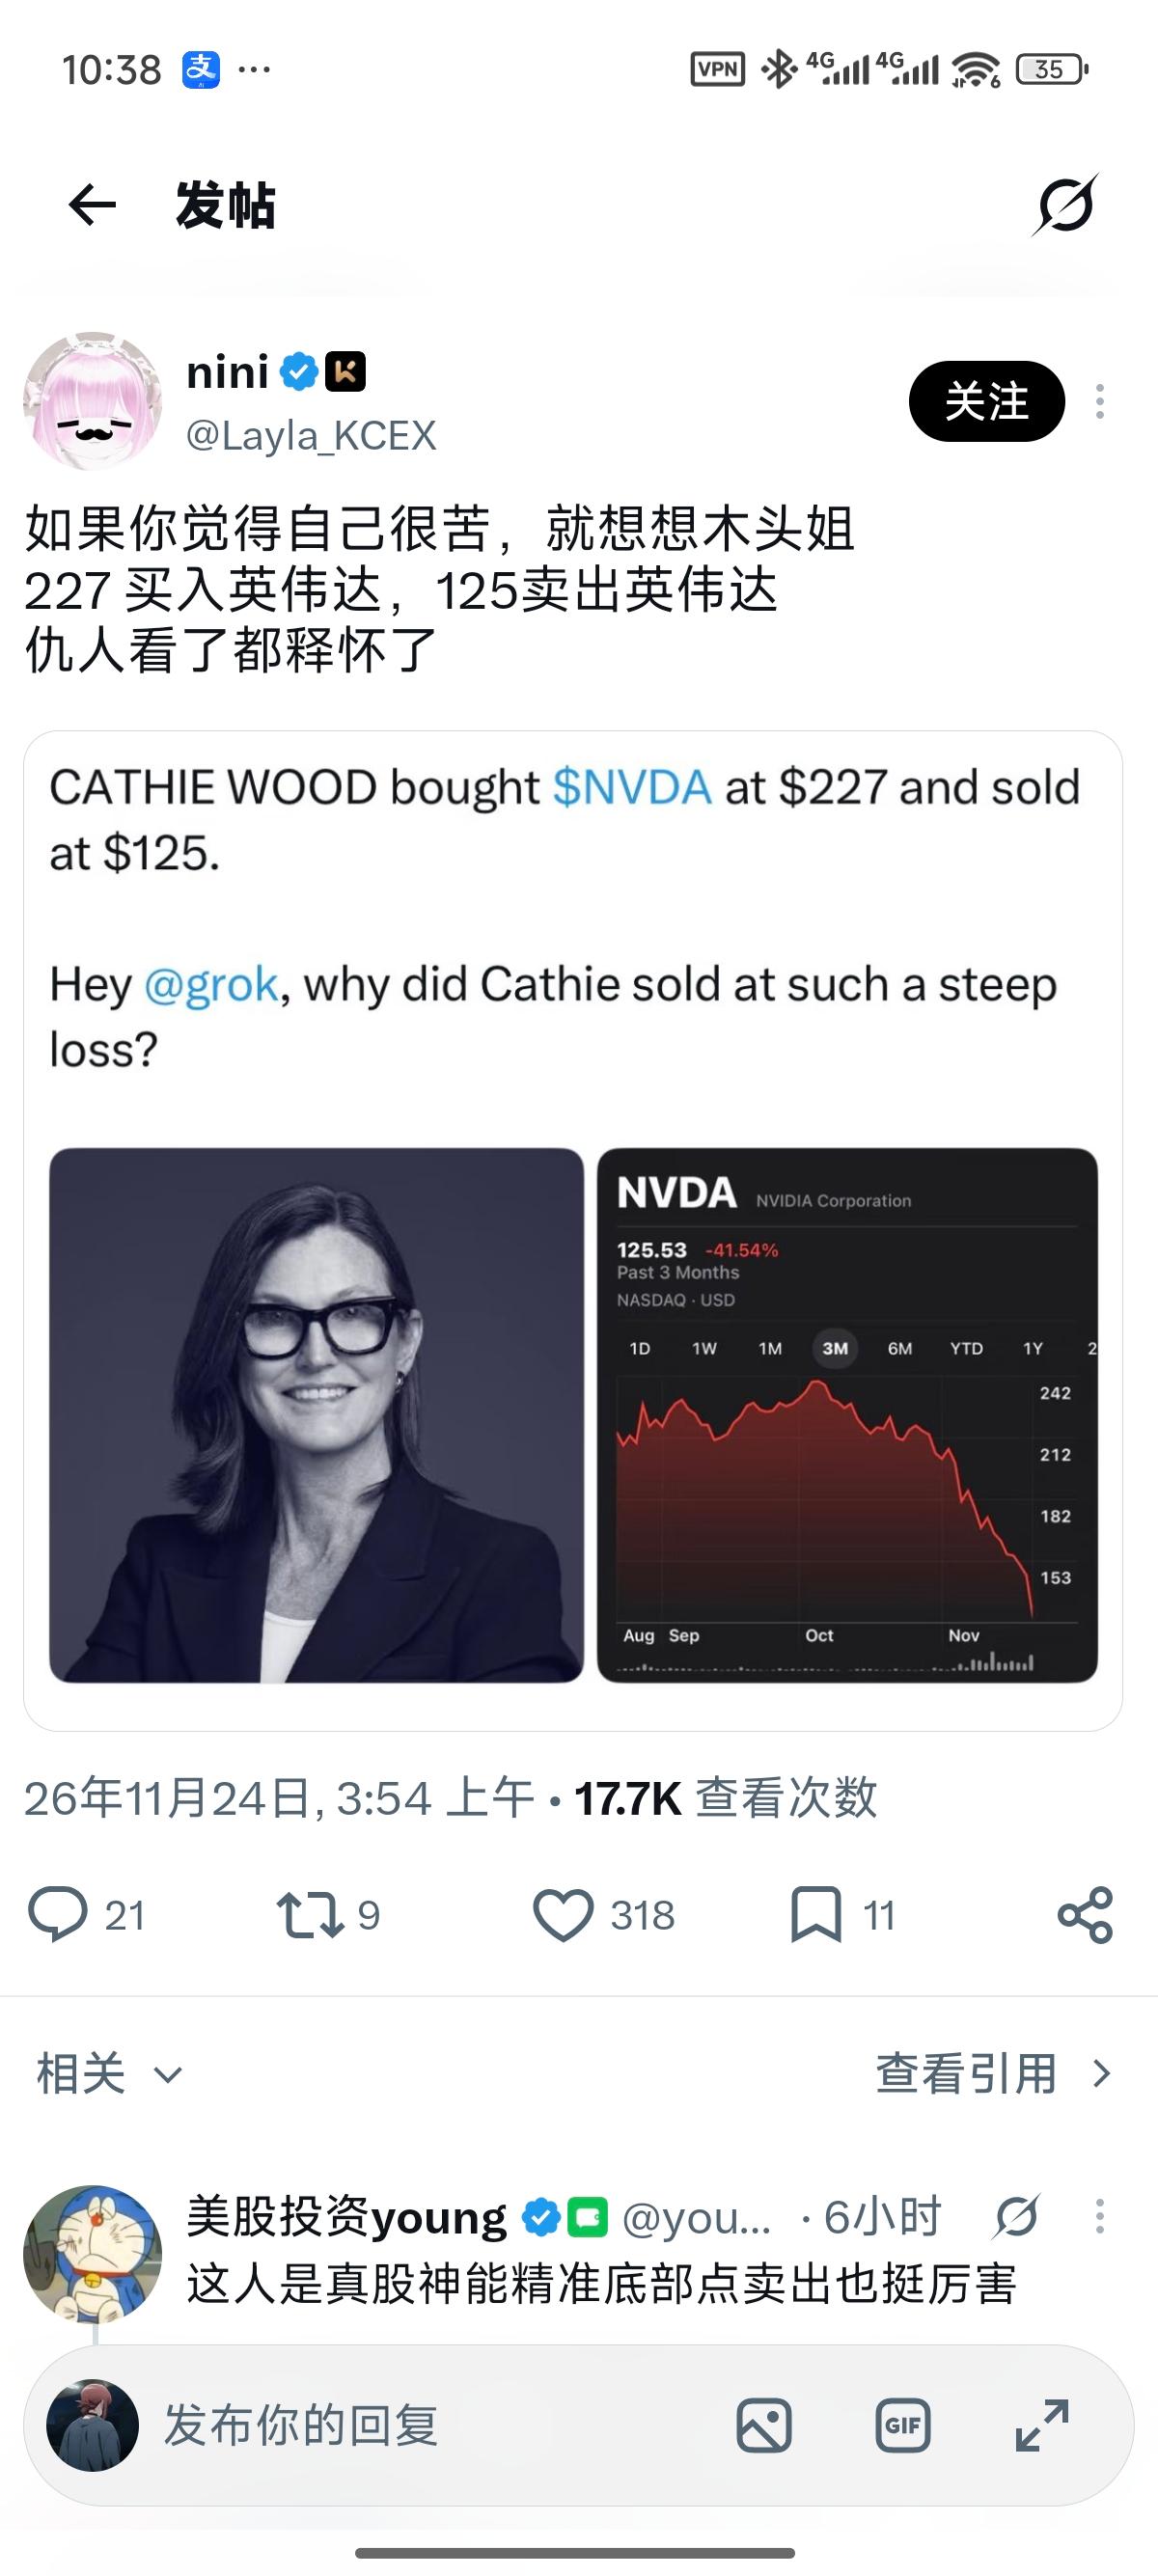 10:38 支 ...
VPN 4G 4G 6 35
发帖
nini
@Layla_KCEX
关注
如果你觉得自己很苦，就想想木头姐
227 买入英伟达，125卖出英伟达
仇人看了都释怀了
CATHIE WOOD bought $NVDA at $227 and sold
at $125.
Hey @grok, why did Cathie sold at such a steep
loss?
NVDA NVIDIA Corporation
125.53 -41.54%
Past 3 Months
NASDAQ · USD
1D 1W 1M 3M 6M YTD 1Y 2
242
212
182
153
Aug Sep Oct Nov
26年11月24日, 3:54 上午 · 17.7K 查看次数
21 9 318 11
相关 查看引用
美股投资young @you... · 6小时
这人是真股神能精准底部点卖出也挺厉害
发布你的回复
GIF